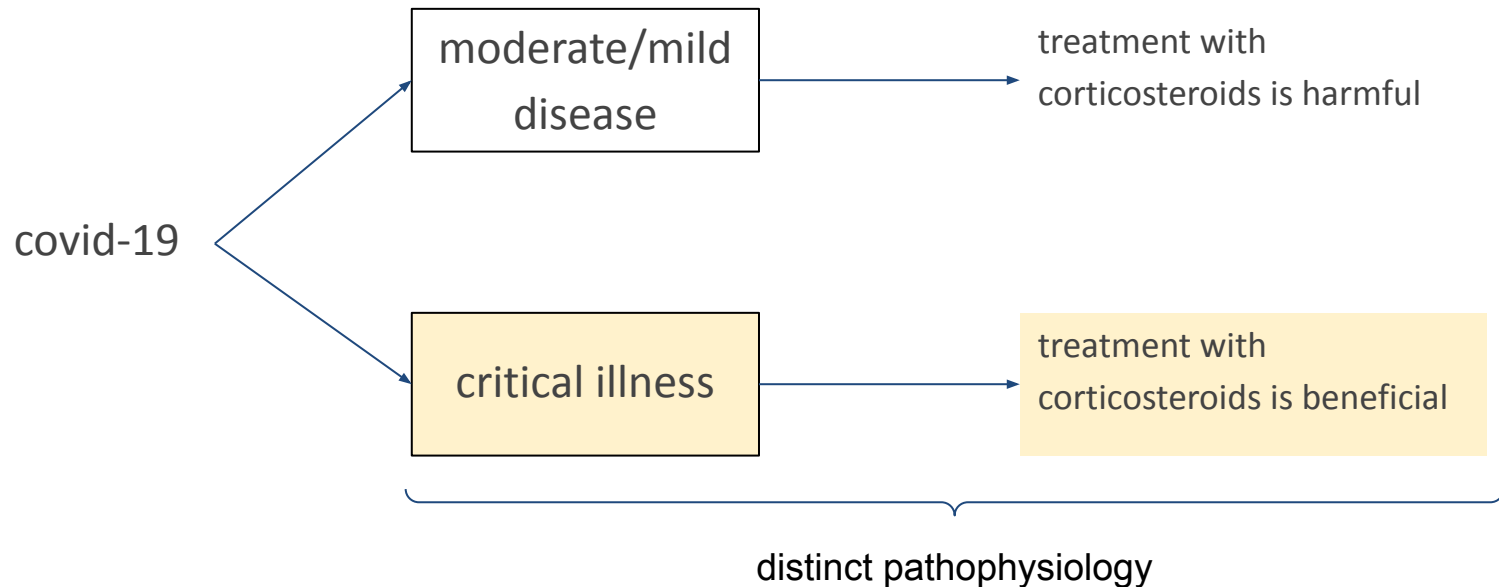 moderate/mild
disease
treatment with
corticosteroids is harmful
covid-19
critical illness
treatment with
corticosteroids is beneficial
distinct pathophysiology